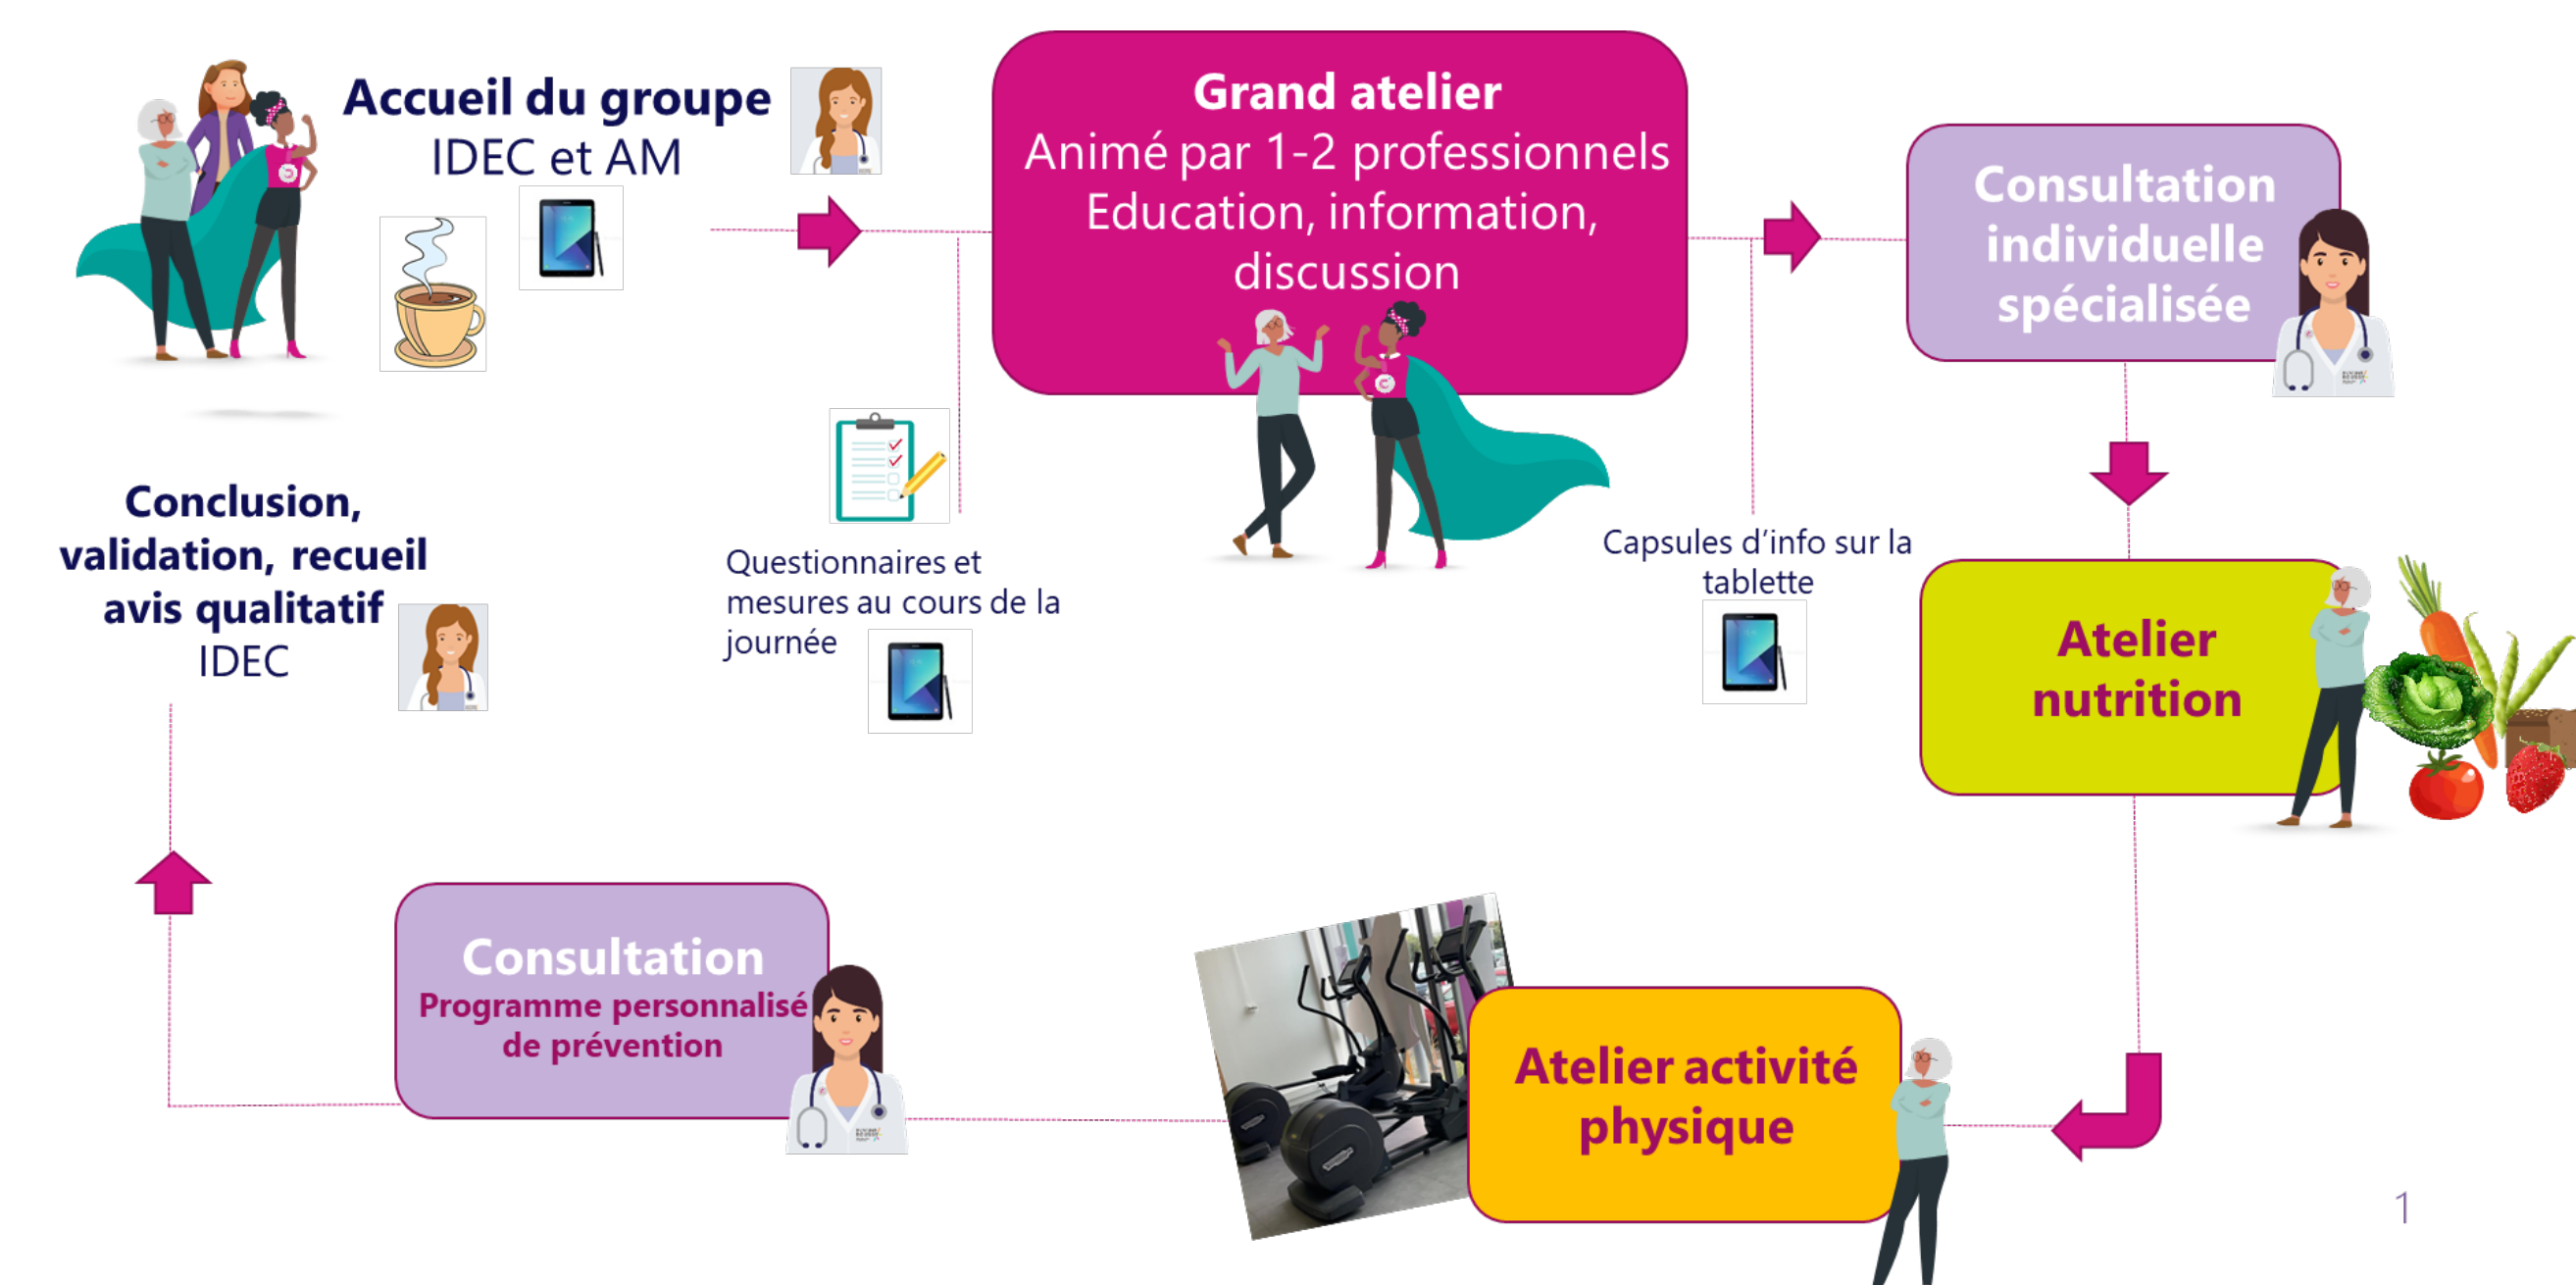 Accueil du groupe
IDEC et AM
Grand atelier
Animé par 1-2 professionnels
Education, information,
discussion
Consultation
individuelle
spécialisée
Questionnaires et
mesures au cours de la
journée
Capsules d’info sur la
tablette
Atelier
nutrition
Atelier activité
physique
Consultation
Programme personnalisé
de prévention
Conclusion,
validation, recueil
avis qualitatif
IDEC
1